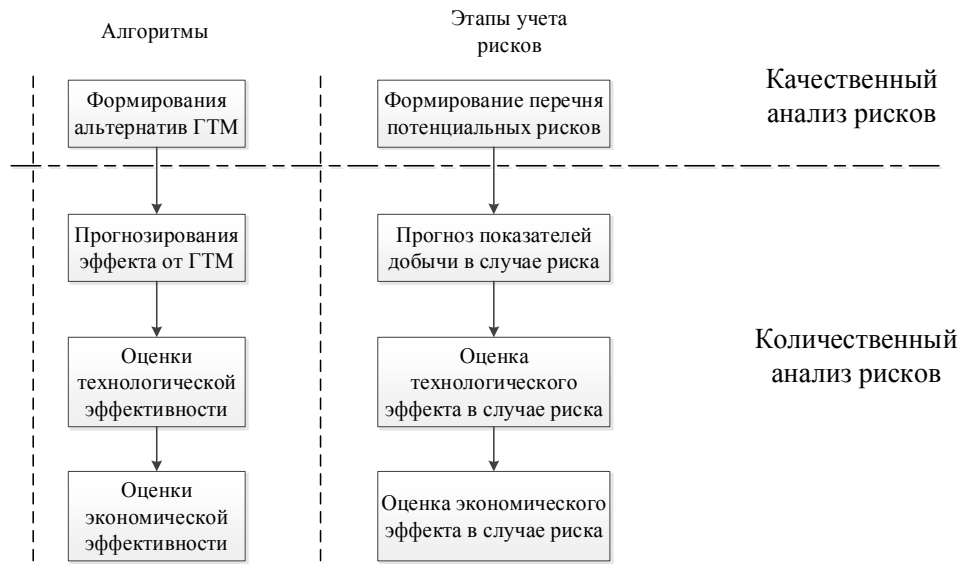 Алгоритмы
Этапы учета
рисков
Формирования
альтернатив ГТМ
Формирование перечня
потенциальных рисков
Качественный
анализ рисков
Прогнозирования
эффекта от ГТМ
Прогноз показателей
добычи в случае риска
Оценки
технологической
эффективности
Оценка
технологического
эффекта в случае риска
Количественный
анализ рисков
Оценки
экономической
эффективности
Оценка экономического
эффекта в случае риска